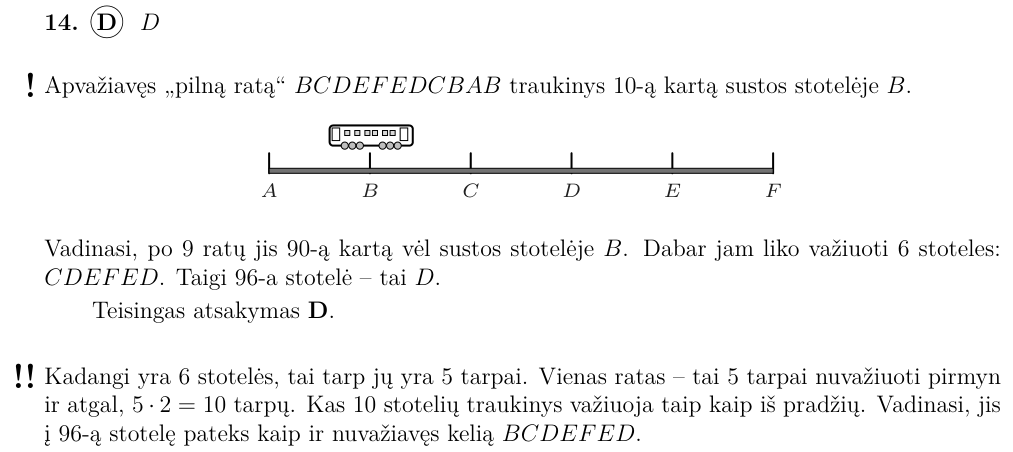 14. D D
! Apvažiavęs „pilną ratą“ BCDEFEDCBAB traukinys 10-ą kartą sustos stotelėje B.
A B C D E F
Vadinasi, po 9 ratų jis 90-ą kartą vėl sustos stotelėje B. Dabar jam liko važiuoti 6 stoteles:
CDEFED. Taigi 96-a stotelė – tai D.
Teisingas atsakymas D.
!! Kadangi yra 6 stotelės, tai tarp jų yra 5 tarpai. Vienas ratas – tai 5 tarpai nuvažiuoti pirmyn
ir atgal, 5 · 2 = 10 tarpų. Kas 10 stotelių traukinys važiuoja taip kaip iš pradžių. Vadinasi, jis
į 96-ą stotelę pateks kaip ir nuvažiavęs kelią BCDEFED.